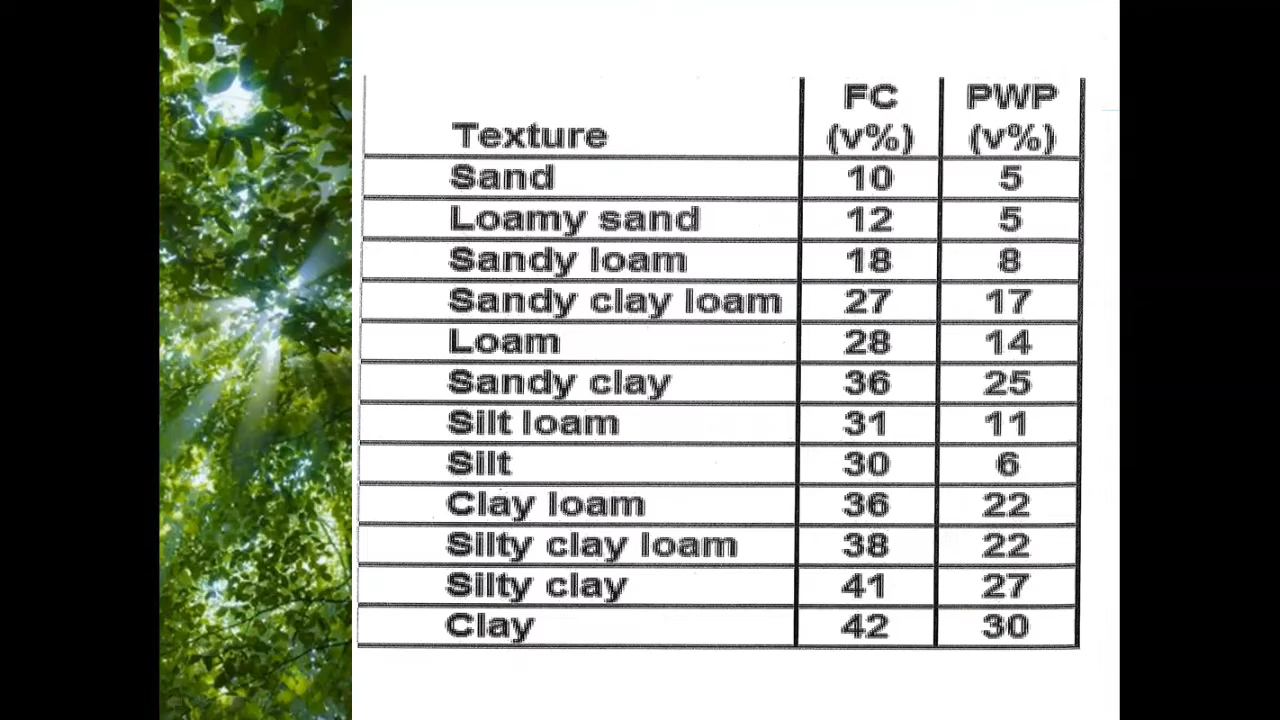 FC PWP
Texture (v%) (v%)
Sand 10 5
Loamy sand 12 5
Sandy loam 18 8
Sandy clay loam 27 17
Loam 28 14
Sandy clay 36 25
Silt loam 31 11
Silt 30 6
Clay loam 36 22
Silty clay loam 38 22
Silty clay 41 27
Clay 42 30